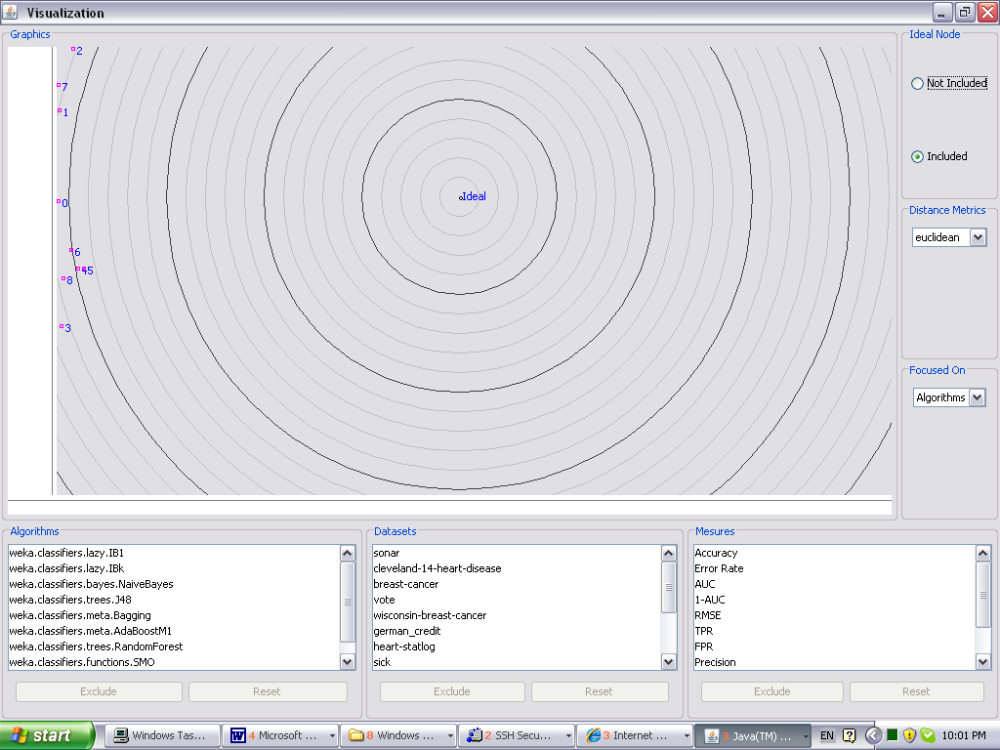 Visualization
Graphics
Ideal Node
2
7
1
0
6
45
8
3
Ideal
Not Included
Included
Distance Metrics
euclidean
Focused On
Algorithms
Algorithms
weka.classifiers.lazy.IB1
weka.classifiers.lazy.IBk
weka.classifiers.bayes.NaiveBayes
weka.classifiers.trees.J48
weka.classifiers.meta.Bagging
weka.classifiers.meta.AdaBoostM1
weka.classifiers.trees.RandomForest
weka.classifiers.functions.SMO
Exclude Reset
Datasets
sonar
cleveland-14-heart-disease
breast-cancer
vote
wisconsin-breast-cancer
german_credit
heart-statlog
sick
Exclude Reset
Mesures
Accuracy
Error Rate
AUC
1-AUC
RMSE
TPR
FPR
Precision
Exclude Reset
start Windows Tas... 4 Microsoft ... 8 Windows ... 2 SSH Secu... 3 Internet ... 3 Java(TM) ... EN 10:01 PM